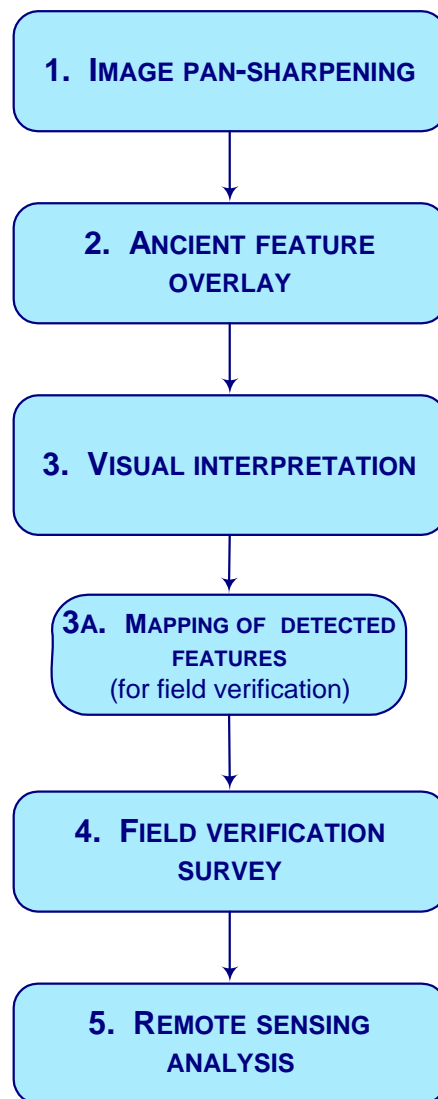 1. IMAGE PAN-SHARPENING
2. ANCIENT FEATURE
OVERLAY
3. VISUAL INTERPRETATION
3A. MAPPING OF DETECTED
FEATURES
(for field verification)
4. FIELD VERIFICATION
SURVEY
5. REMOTE SENSING
ANALYSIS